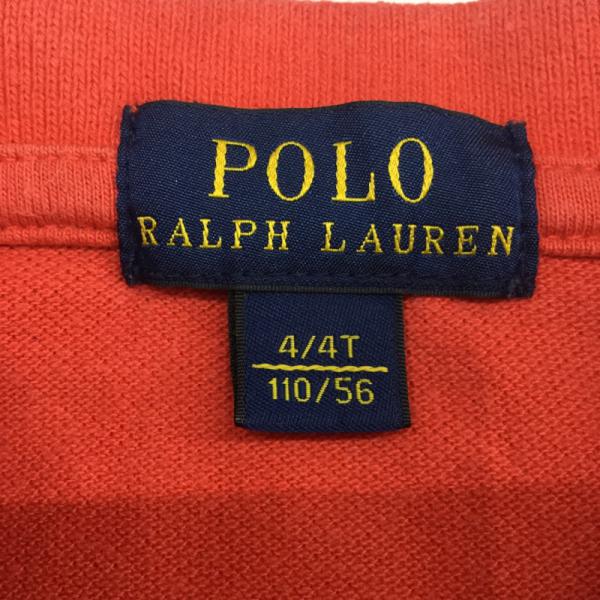 POLO
RALPH LAUREN
4/4T
110/56